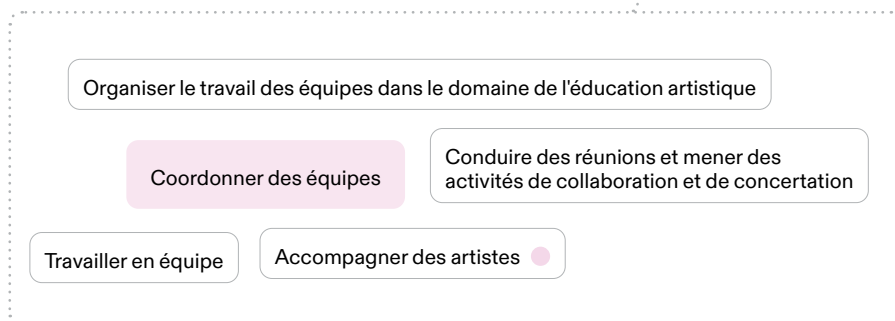 Organiser le travail des équipes dans le domaine de l'éducation artistique
Coordonner des équipes
Conduire des réunions et mener des
activités de collaboration et de concertation
Travailler en équipe
Accompagner des artistes